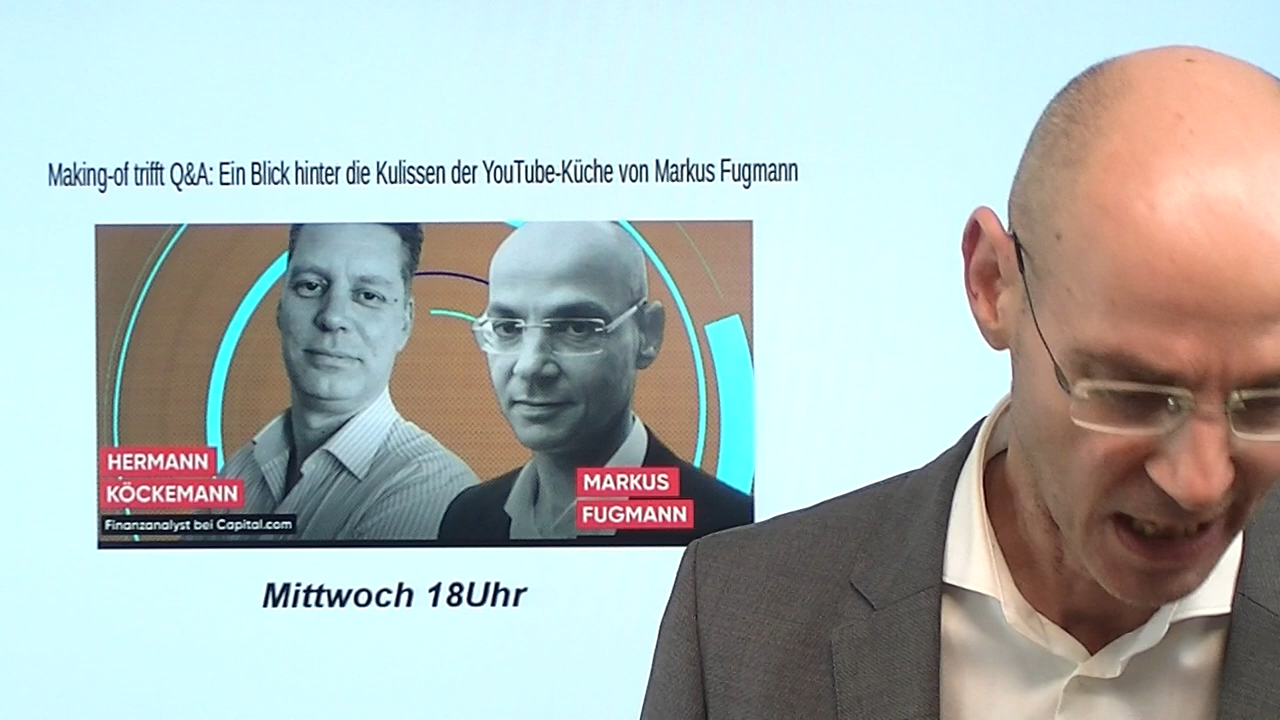 Making-of trifft Q&A: Ein Blick hinter die Kulissen der YouTube-Küche von Markus Fugmann
HERMANN
KÖCKEMANN
Finanzanalyst bei Capital.com
MARKUS
FUGMANN
Mittwoch 18Uhr